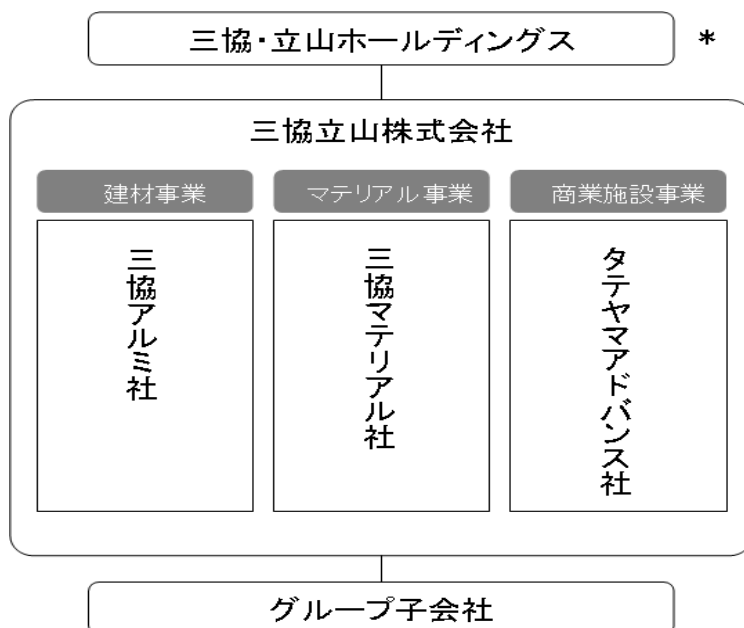 三協・立山ホールディングス
*
三協立山株式会社
建材事業
マテリアル事業
商業施設事業
三協アルミ社
三協マテリアル社
タテヤマアドバンス社
グループ子会社